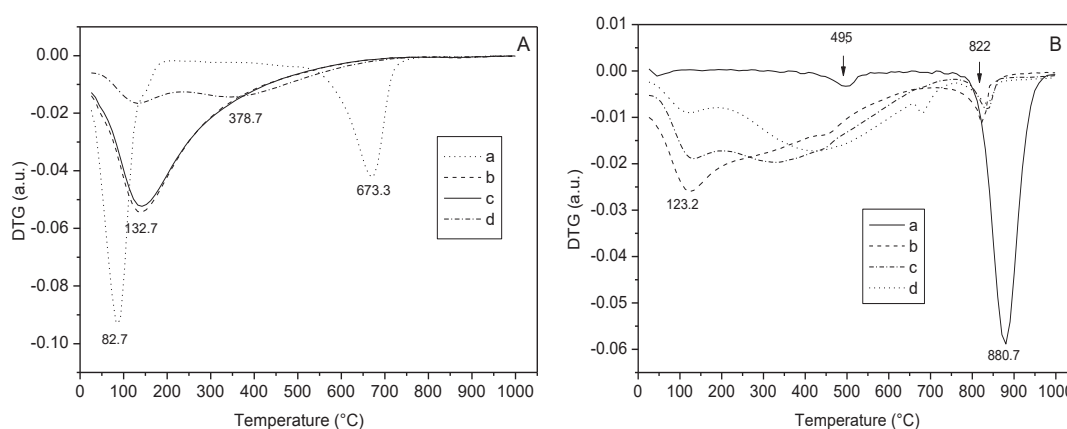 A
0.00
-0.02
-0.04
-0.06
-0.08
-0.10
DTG (a.u.)
378.7
673.3
132.7
82.7
a
b
c
d
0 100 200 300 400 500 600 700 800 900 1000
Temperature (°C)
B
0.01
0.00
-0.01
-0.02
-0.03
-0.04
-0.05
-0.06
DTG (a.u.)
495
822
123.2
880.7
a
b
c
d
0 100 200 300 400 500 600 700 800 900 1000
Temperature (°C)